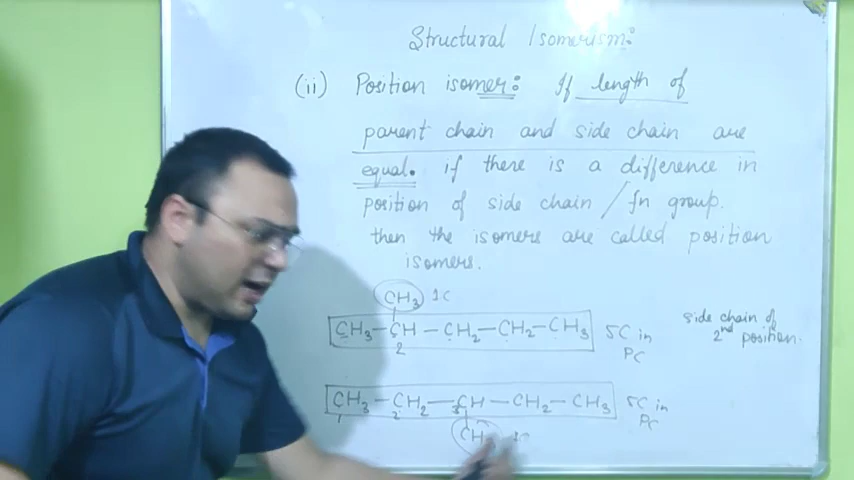 Structural Isomerism:
(ii) Position isomer: If length of
parent chain and side chain are
equal. if there is a difference in
position of side chain / fn group.
then the isomers are called position
isomers.
CH3 1C
CH3-CH-CH2-CH2-CH3 5C in
2 PC
side chain of
2nd position.
CH3-CH2-CH-CH2-CH3 5C in
1 2 3 PC
CH3 1C